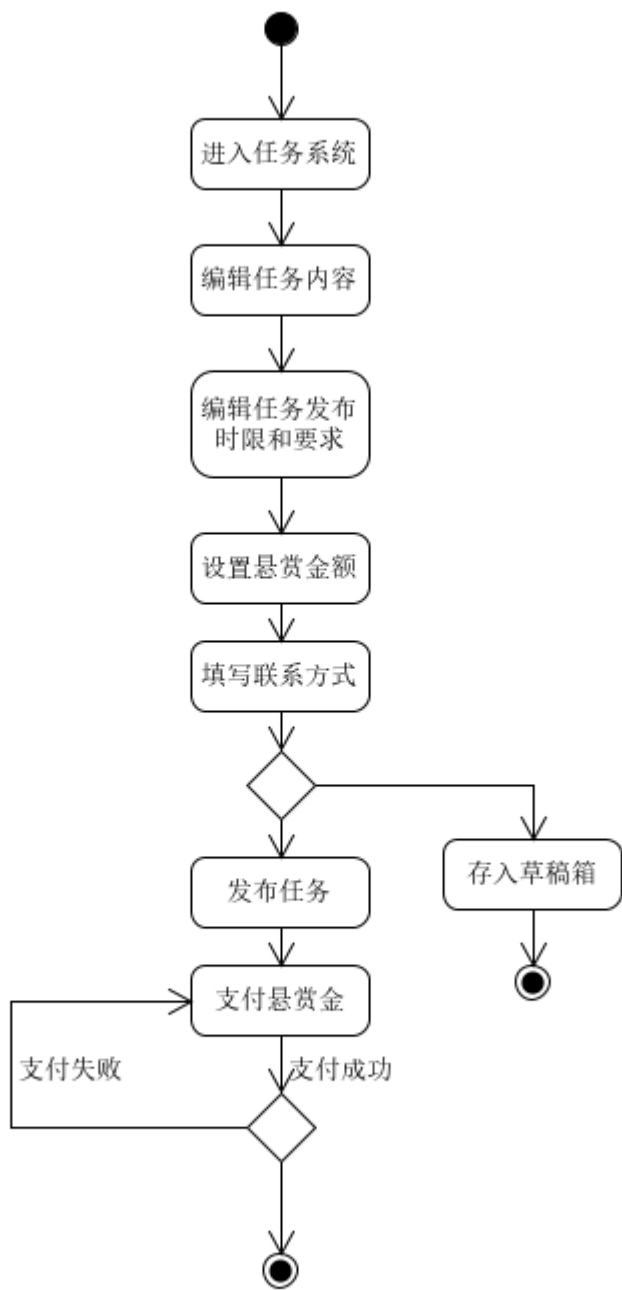 进入任务系统
编辑任务内容
编辑任务发布
时限和要求
设置悬赏金额
填写联系方式
发布任务
存入草稿箱
支付悬赏金
支付失败
支付成功